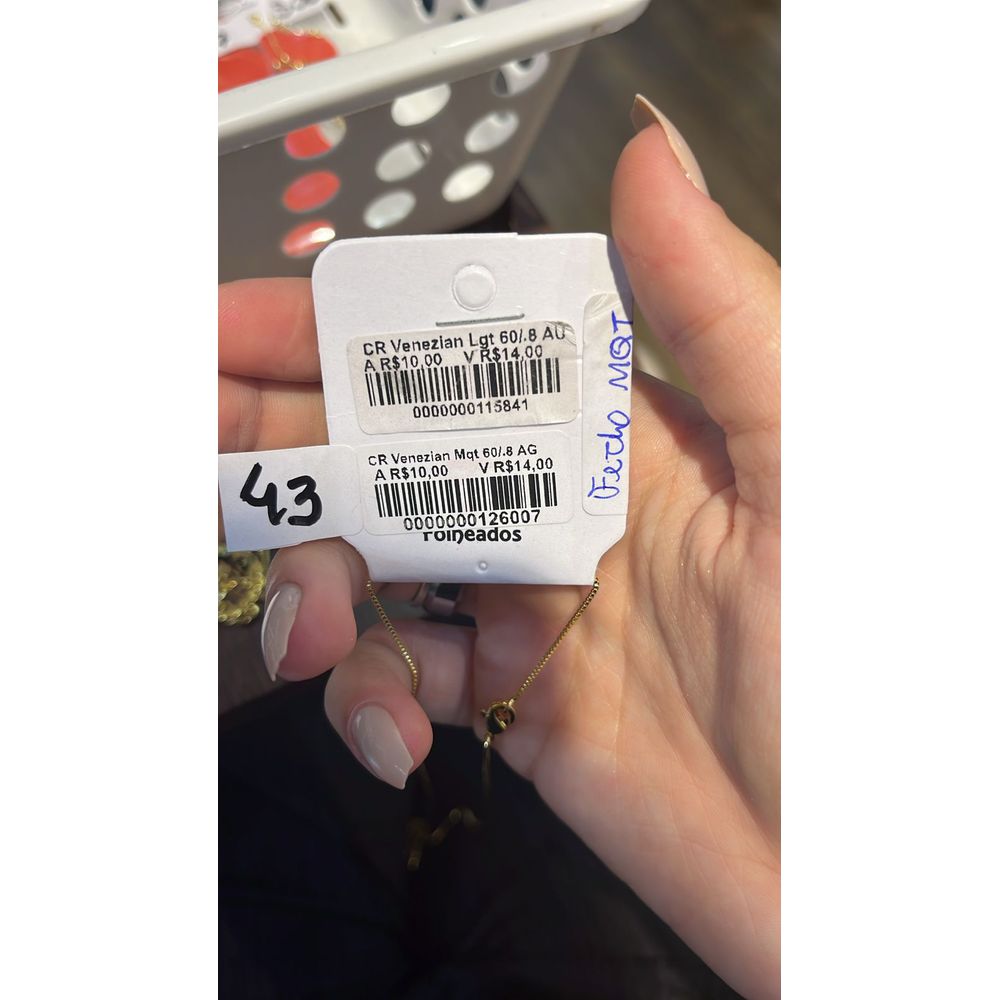 CR Venezian Lgt 60/.8 AU
A R$10,00 V R$14,00
0000000115841
CR Venezian Mqt 60/.8 AG
A R$10,00 V R$14,00
0000000126007
Folheados
43
Fecho MQT